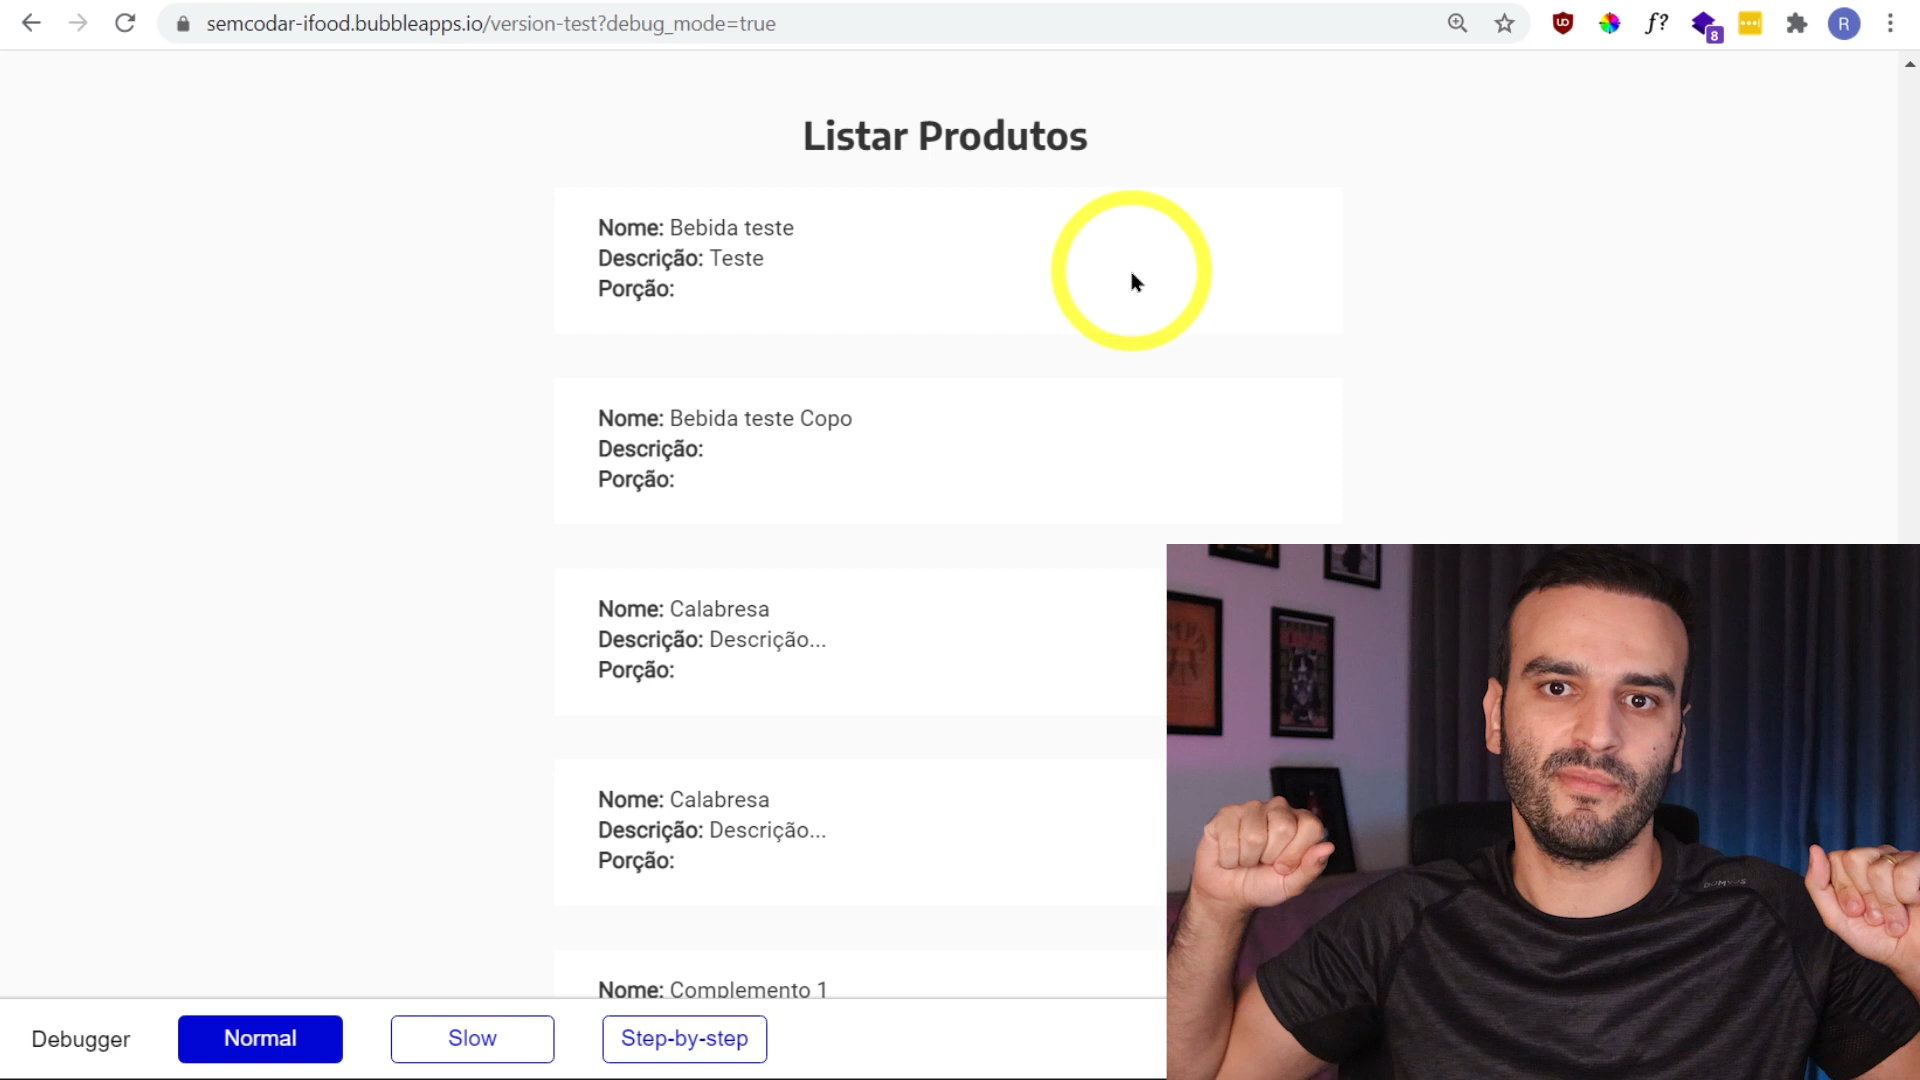 semcodar-ifood.bubbleapps.io/version-test?debug_mode=true
f?
8
R
Listar Produtos
Nome: Bebida teste
Descrição: Teste
Porção:
Nome: Bebida teste Copo
Descrição:
Porção:
Nome: Calabresa
Descrição: Descrição...
Porção:
Nome: Calabresa
Descrição: Descrição...
Porção:
Nome: Complemento 1
DOMYOS
Debugger
Normal
Slow
Step-by-step